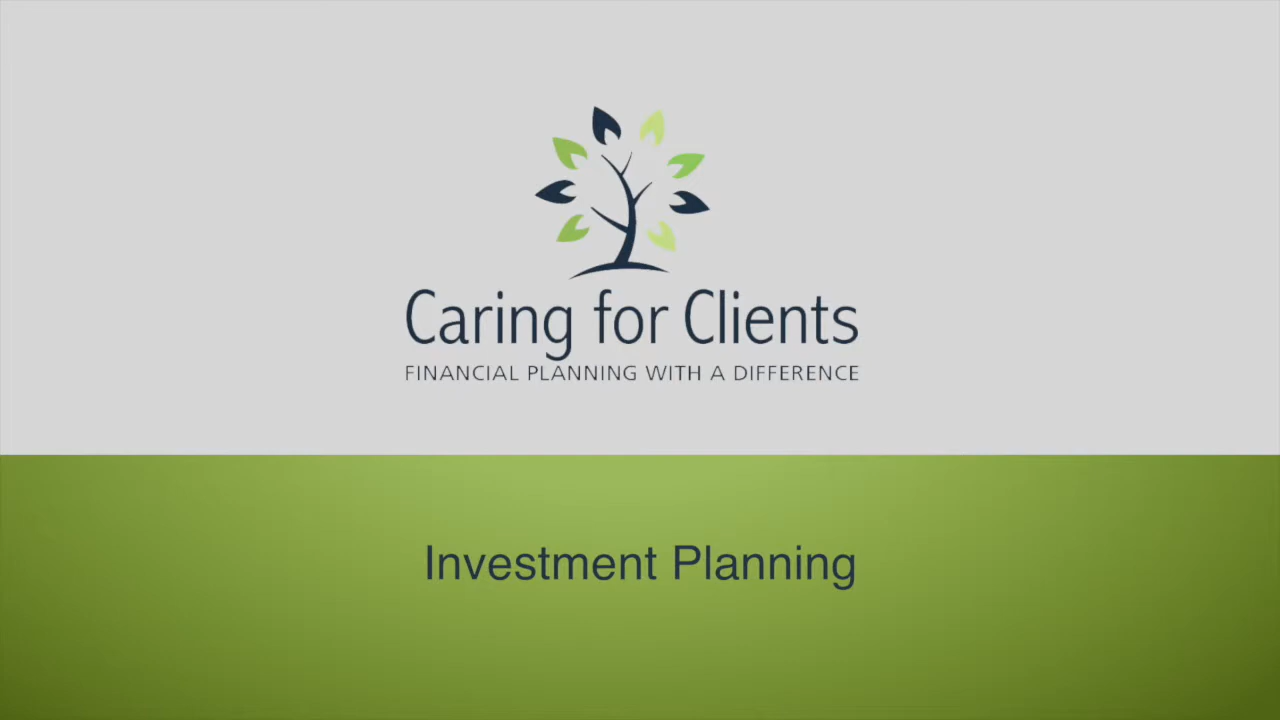 Caring for Clients
FINANCIAL PLANNING WITH A DIFFERENCE
Investment Planning